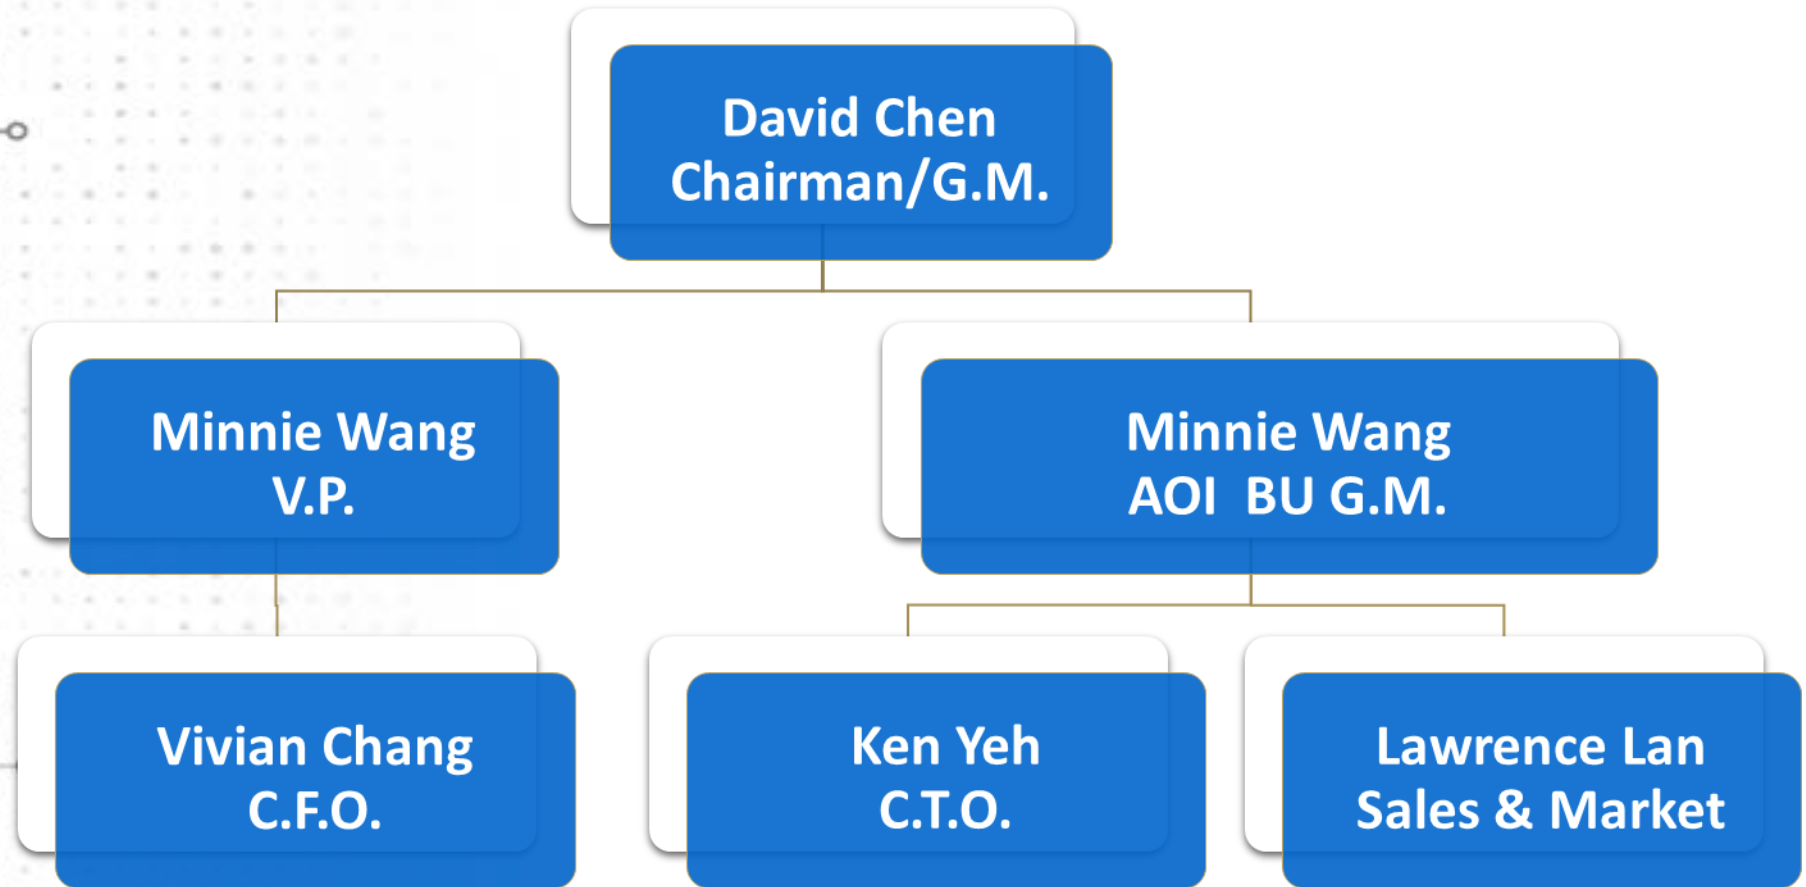 David Chen
Chairman/G.M.
Minnie Wang
V.P.
Minnie Wang
AOI  BU G.M.
Vivian Chang
C.F.O.
Ken Yeh
C.T.O.
Lawrence Lan
Sales & Market